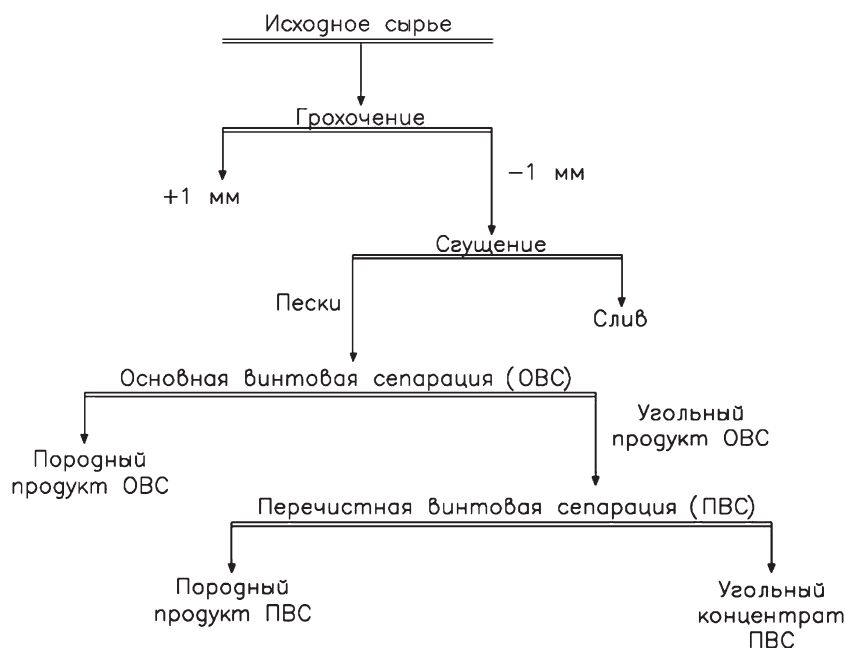 Исходное сырье
Грохочение
+1 мм
−1 мм
Сгущение
Пески
Слив
Основная винтовая сепарация (ОВС)
Угольный
продукт ОВС
Породный
продукт ОВС
Перечистная винтовая сепарация (ПВС)
Породный
продукт ПВС
Угольный
концентрат
ПВС